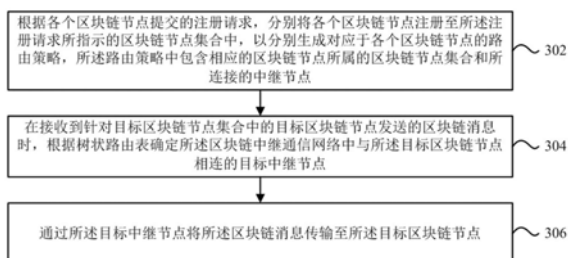 根据各个区块链节点提交的注册请求，分别将各个区块链节点注册至所述注
册请求所指示的区块链节点集合中，以分别生成对应于各个区块链节点的路
由策略，所述路由策略中包含相应的区块链节点所属的区块链节点集合和所
连接的中继节点
302
在接收到针对目标区块链节点集合中的目标区块链节点发送的区块链消息
时，根据树状路由表确定所述区块链中继通信网络中与所述目标区块链节点
相连的目标中继节点
304
通过所述目标中继节点将所述区块链消息传输至所述目标区块链节点
306